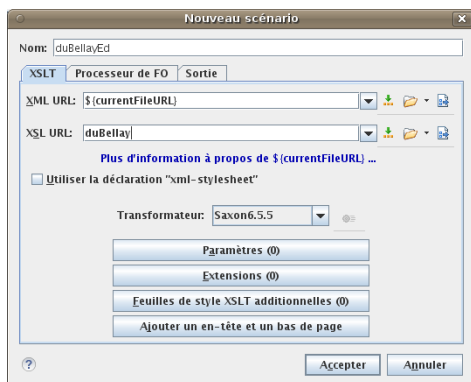 Nouveau scénario
Nom: duBellayEd
XSLT Processeur de FO Sortie
XML URL: ${currentFileURL}
XSL URL: duBellay
Plus d'information à propos de ${currentFileURL} ...
Utiliser la déclaration "xml-stylesheet"
Transformateur: Saxon6.5.5
Paramètres (0)
Extensions (0)
Feuilles de style XSLT additionnelles (0)
Ajouter un en-tête et un bas de page
? Accepter Annuler